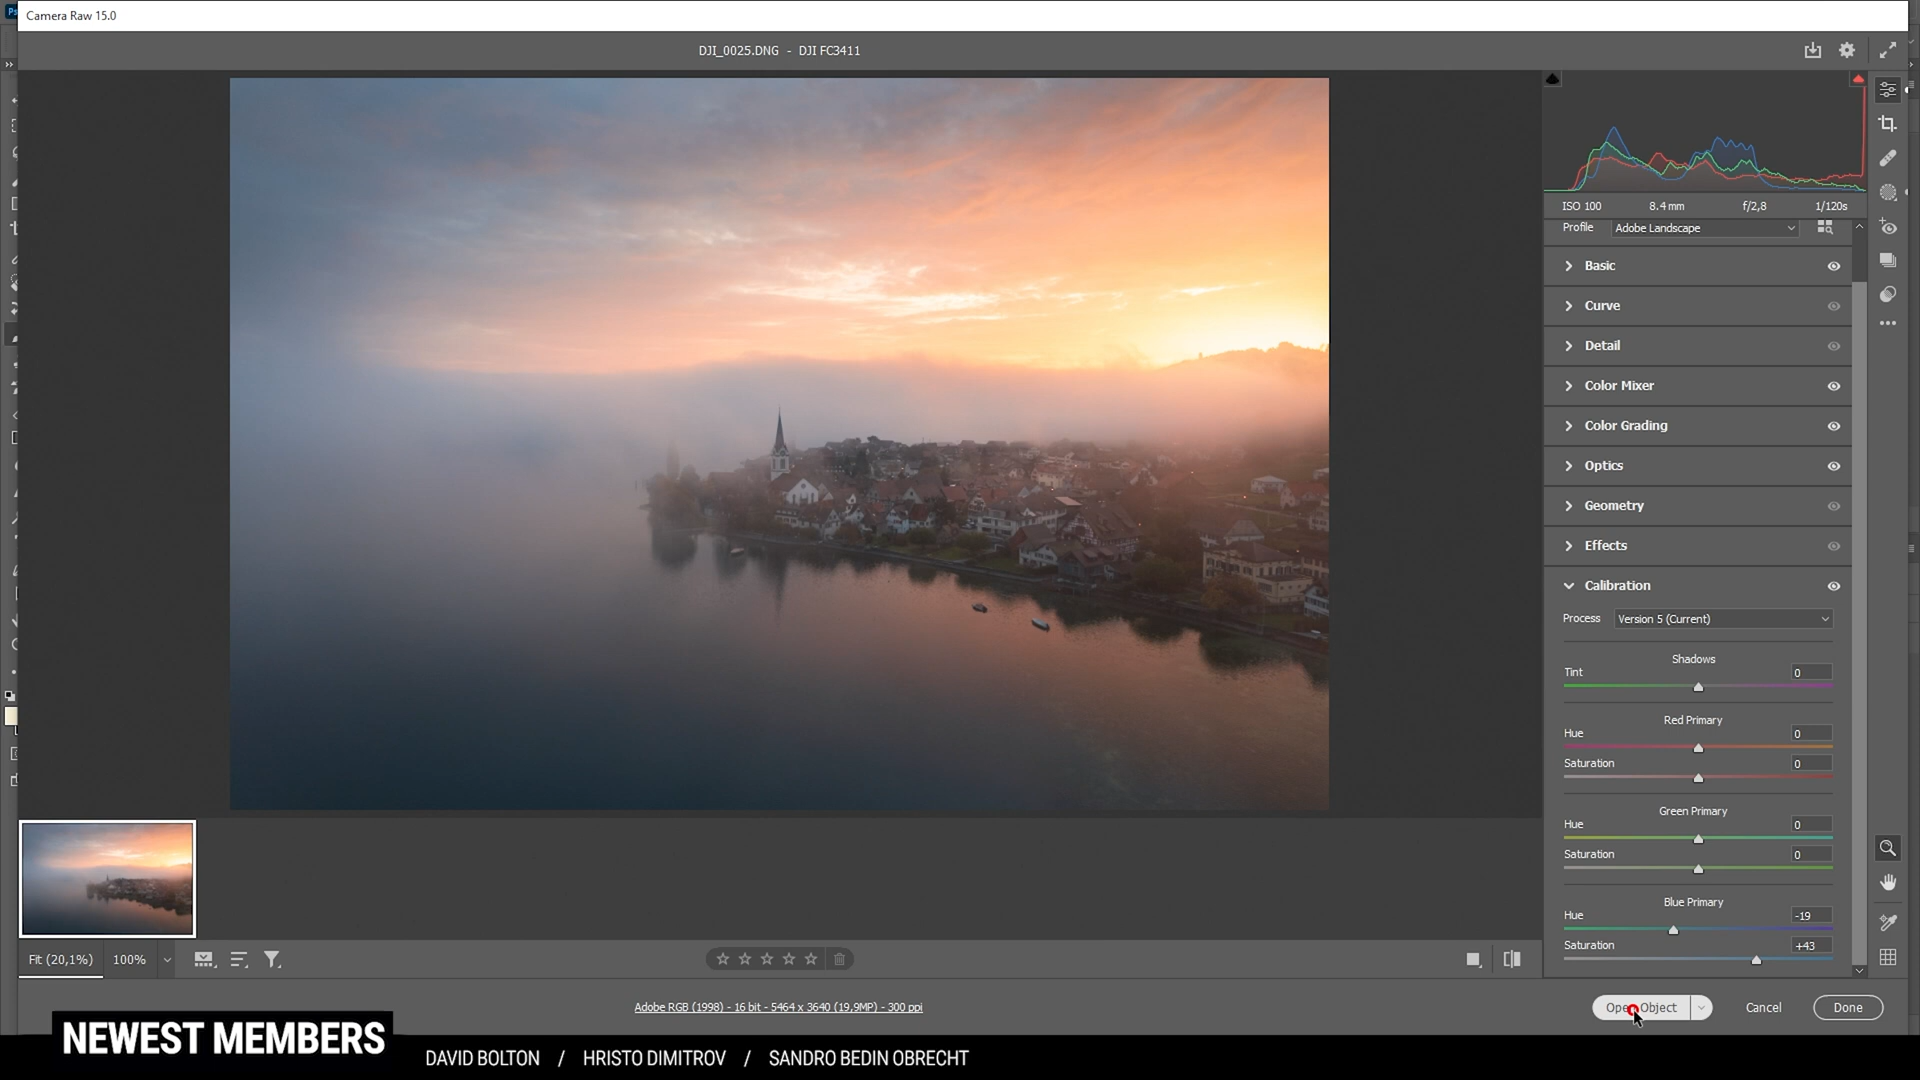 Ps
Camera Raw 15.0
DJI_0025.DNG - DJI FC3411
ISO 100 8.4 mm f/2,8 1/120s
Profile Adobe Landscape
Basic
Curve
Detail
Color Mixer
Color Grading
Optics
Geometry
Effects
Calibration
Process Version 5 (Current)
Shadows
Tint 0
Red Primary
Hue 0
Saturation 0
Green Primary
Hue 0
Saturation 0
Blue Primary
Hue -19
Saturation +43
Fit (20,1%) 100%
Adobe RGB (1998) - 16 bit - 5464 x 3640 (19,9MP) - 300 ppi
Open Object Cancel Done
NEWEST MEMBERS
DAVID BOLTON / HRISTO DIMITROV / SANDRO BEDIN OBRECHT